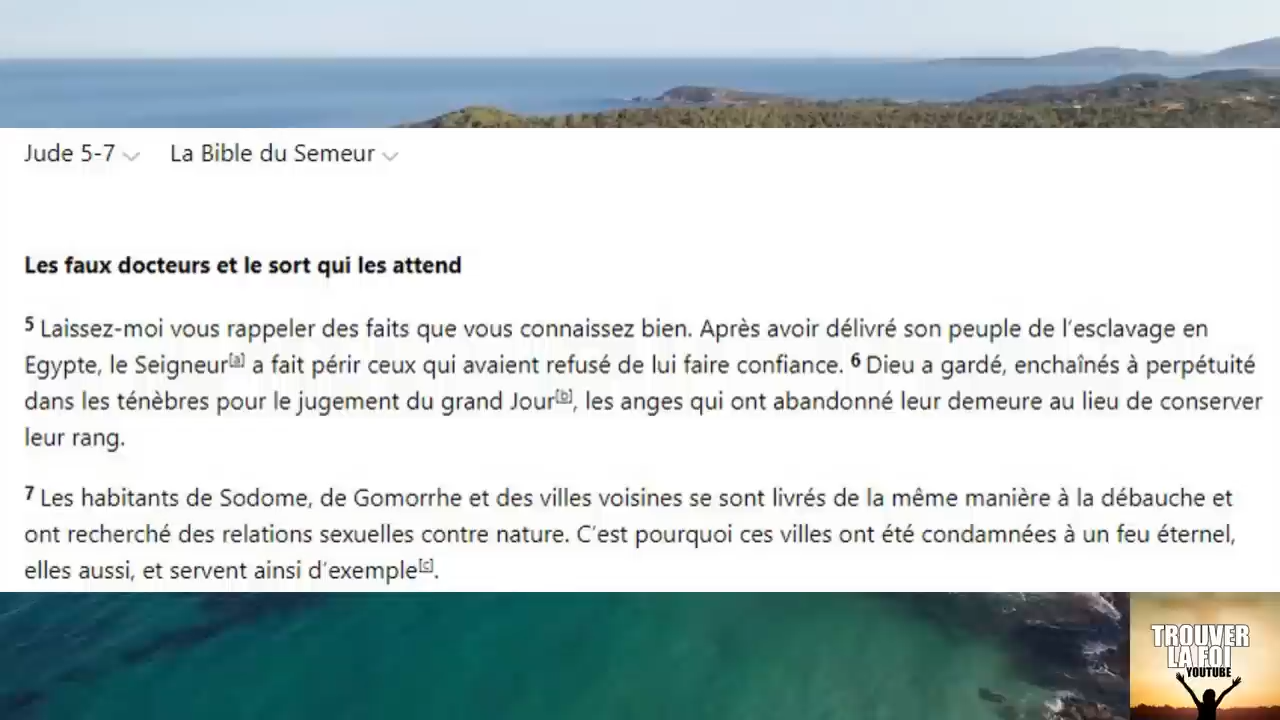 Jude 5-7 La Bible du Semeur
Les faux docteurs et le sort qui les attend
5 Laissez-moi vous rappeler des faits que vous connaissez bien. Après avoir délivré son peuple de l’esclavage en
Egypte, le Seigneur[a] a fait périr ceux qui avaient refusé de lui faire confiance. 6 Dieu a gardé, enchaînés à perpétuité
dans les ténèbres pour le jugement du grand Jour[b], les anges qui ont abandonné leur demeure au lieu de conserver
leur rang.
7 Les habitants de Sodome, de Gomorrhe et des villes voisines se sont livrés de la même manière à la débauche et
ont recherché des relations sexuelles contre nature. C’est pourquoi ces villes ont été condamnées à un feu éternel,
elles aussi, et servent ainsi d’exemple[c].
TROUVER
LA FOI
YOUTUBE